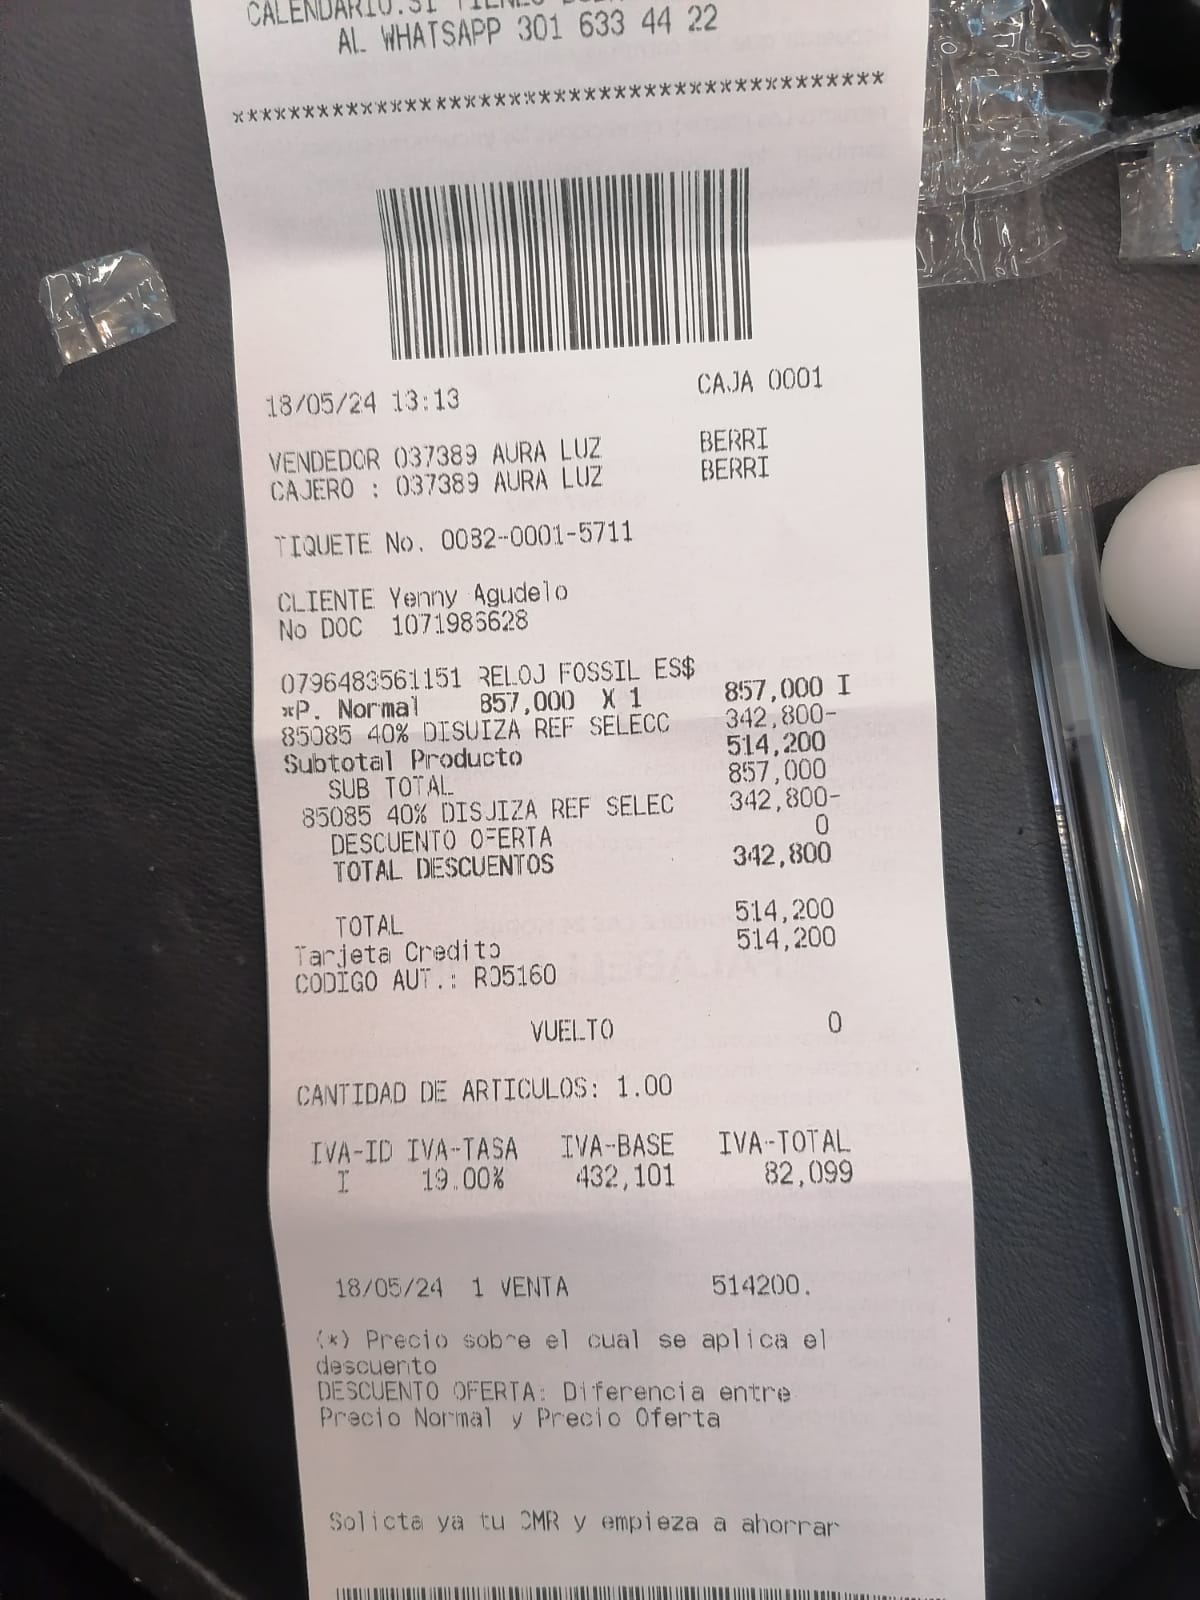 AL WHATSAPP 301 633 44 22
********************************************
18/05/24 13:13 CAJA 0001
VENDEDOR 037389 AURA LUZ BERRI
CAJERO : 037389 AURA LUZ BERRI
TIQUETE No. 0082-0001-5711
CLIENTE Yenny Agudelo
No DOC 1071986628
0796483561151 RELOJ FOSSIL ES$
*P. Normal 857,000 X 1 857,000 I
85085 40% DISUIZA REF SELECC 342,800-
Subtotal Producto 514,200
SUB TOTAL 857,000
85085 40% DISUIZA REF SELEC 342,800-
DESCUENTO OFERTA 0
TOTAL DESCUENTOS 342,800
TOTAL 514,200
Tarjeta Credito 514,200
CODIGO AUT.: R05160
VUELTO 0
CANTIDAD DE ARTICULOS: 1.00
IVA-ID IVA-TASA IVA-BASE IVA-TOTAL
I 19.00% 432,101 82,099
18/05/24 1 VENTA 514200.
(*) Precio sobre el cual se aplica el
descuento
DESCUENTO OFERTA: Diferencia entre
Precio Normal y Precio Oferta
Solicta ya tu CMR y empieza a ahorrar